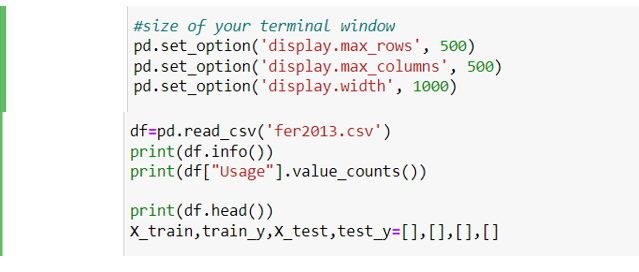 #size of your terminal window
pd.set_option('display.max_rows', 500)
pd.set_option('display.max_columns', 500)
pd.set_option('display.width', 1000)
df=pd.read_csv('fer2013.csv')
print(df.info())
print(df["Usage"].value_counts())
print(df.head())
X_train,train_y,X_test,test_y=[],[],[],[]